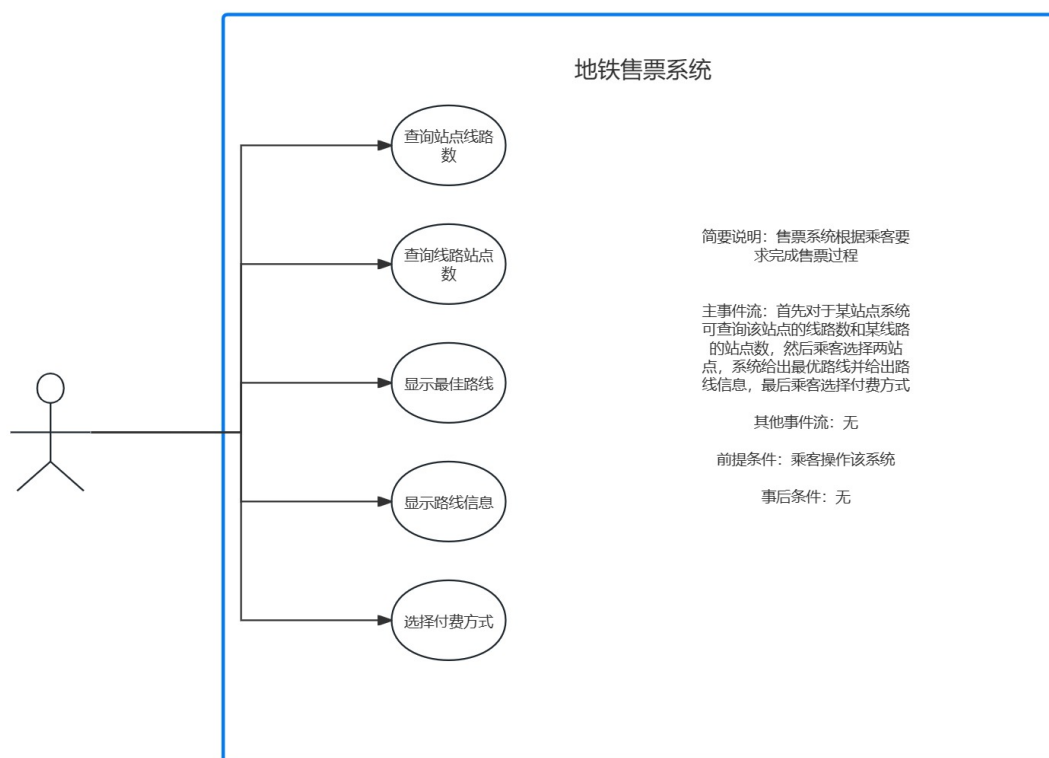 地铁售票系统
查询站点线路
数
查询线路站点
数
显示最佳路线
显示路线信息
选择付费方式
简要说明：售票系统根据乘客要
求完成售票过程
主事件流：首先对于某站点系统
可查询该站点的线路数和某线路
的站点数，然后乘客选择两站
点，系统给出最优路线并给出路
线信息，最后乘客选择付费方式
其他事件流：无
前提条件：乘客操作该系统
事后条件：无